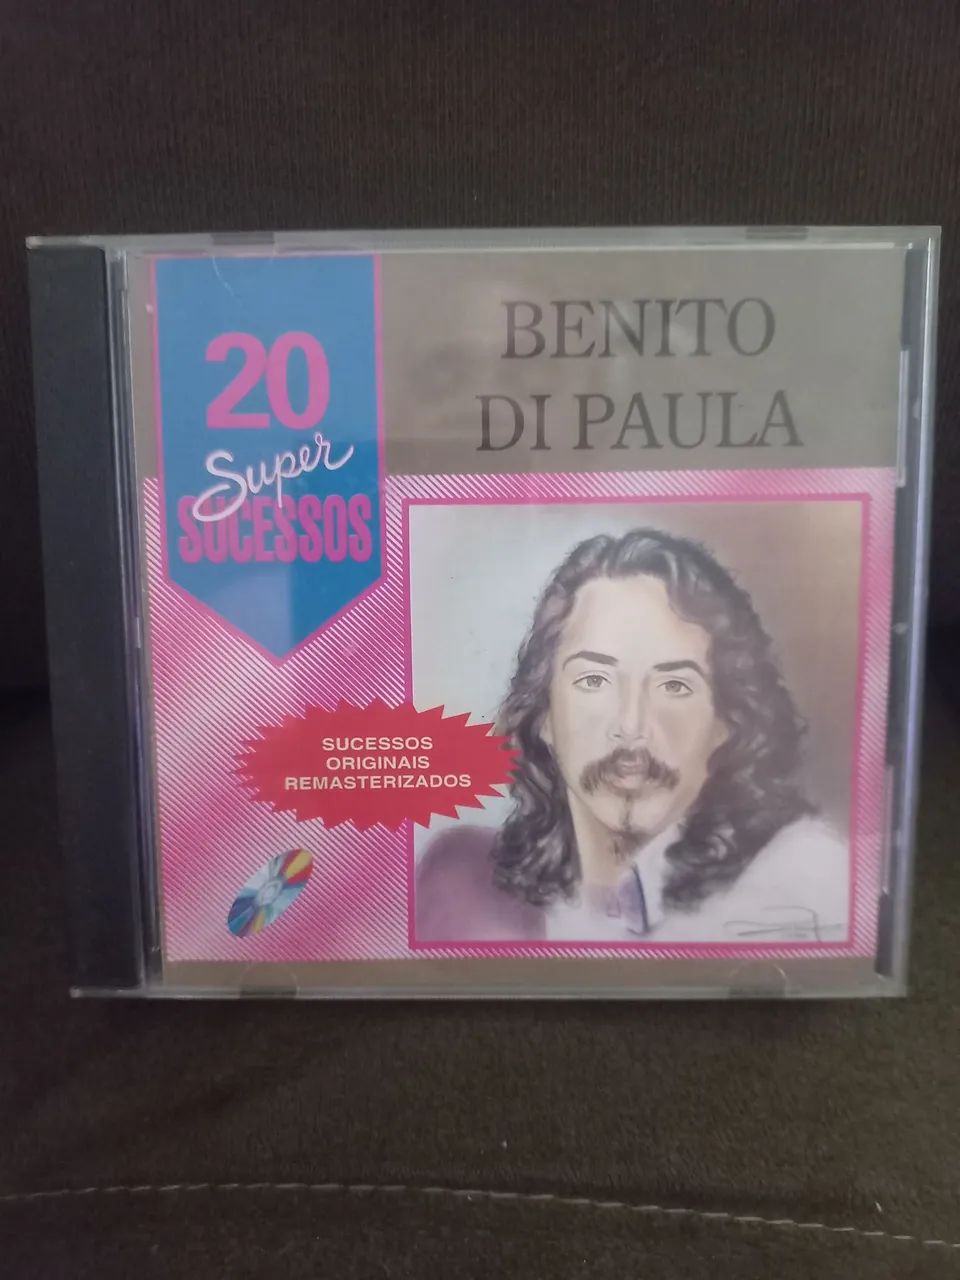 BENITO
DI PAULA
20
Super
SUCESSOS
SUCESSOS
ORIGINAIS
REMASTERIZADOS